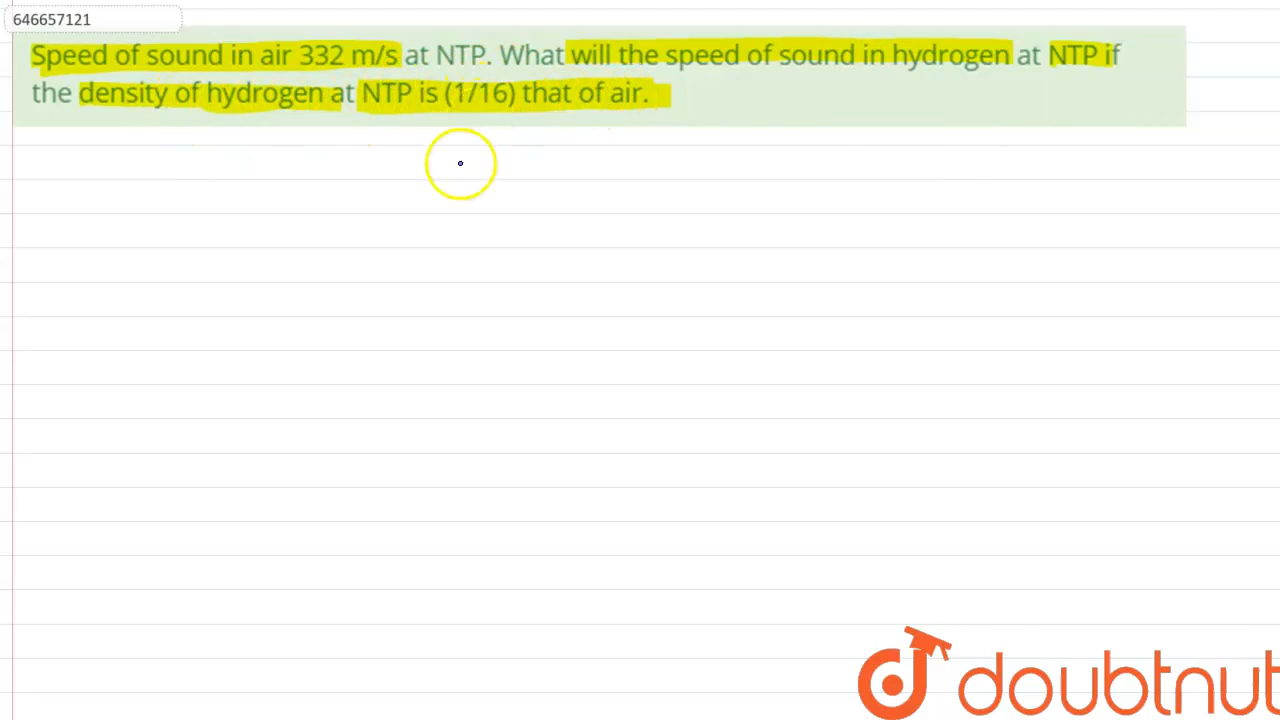 646657121
Speed of sound in air 332 m/s at NTP. What will the speed of sound in hydrogen at NTP if
the density of hydrogen at NTP is (1/16) that of air.
doubtnut